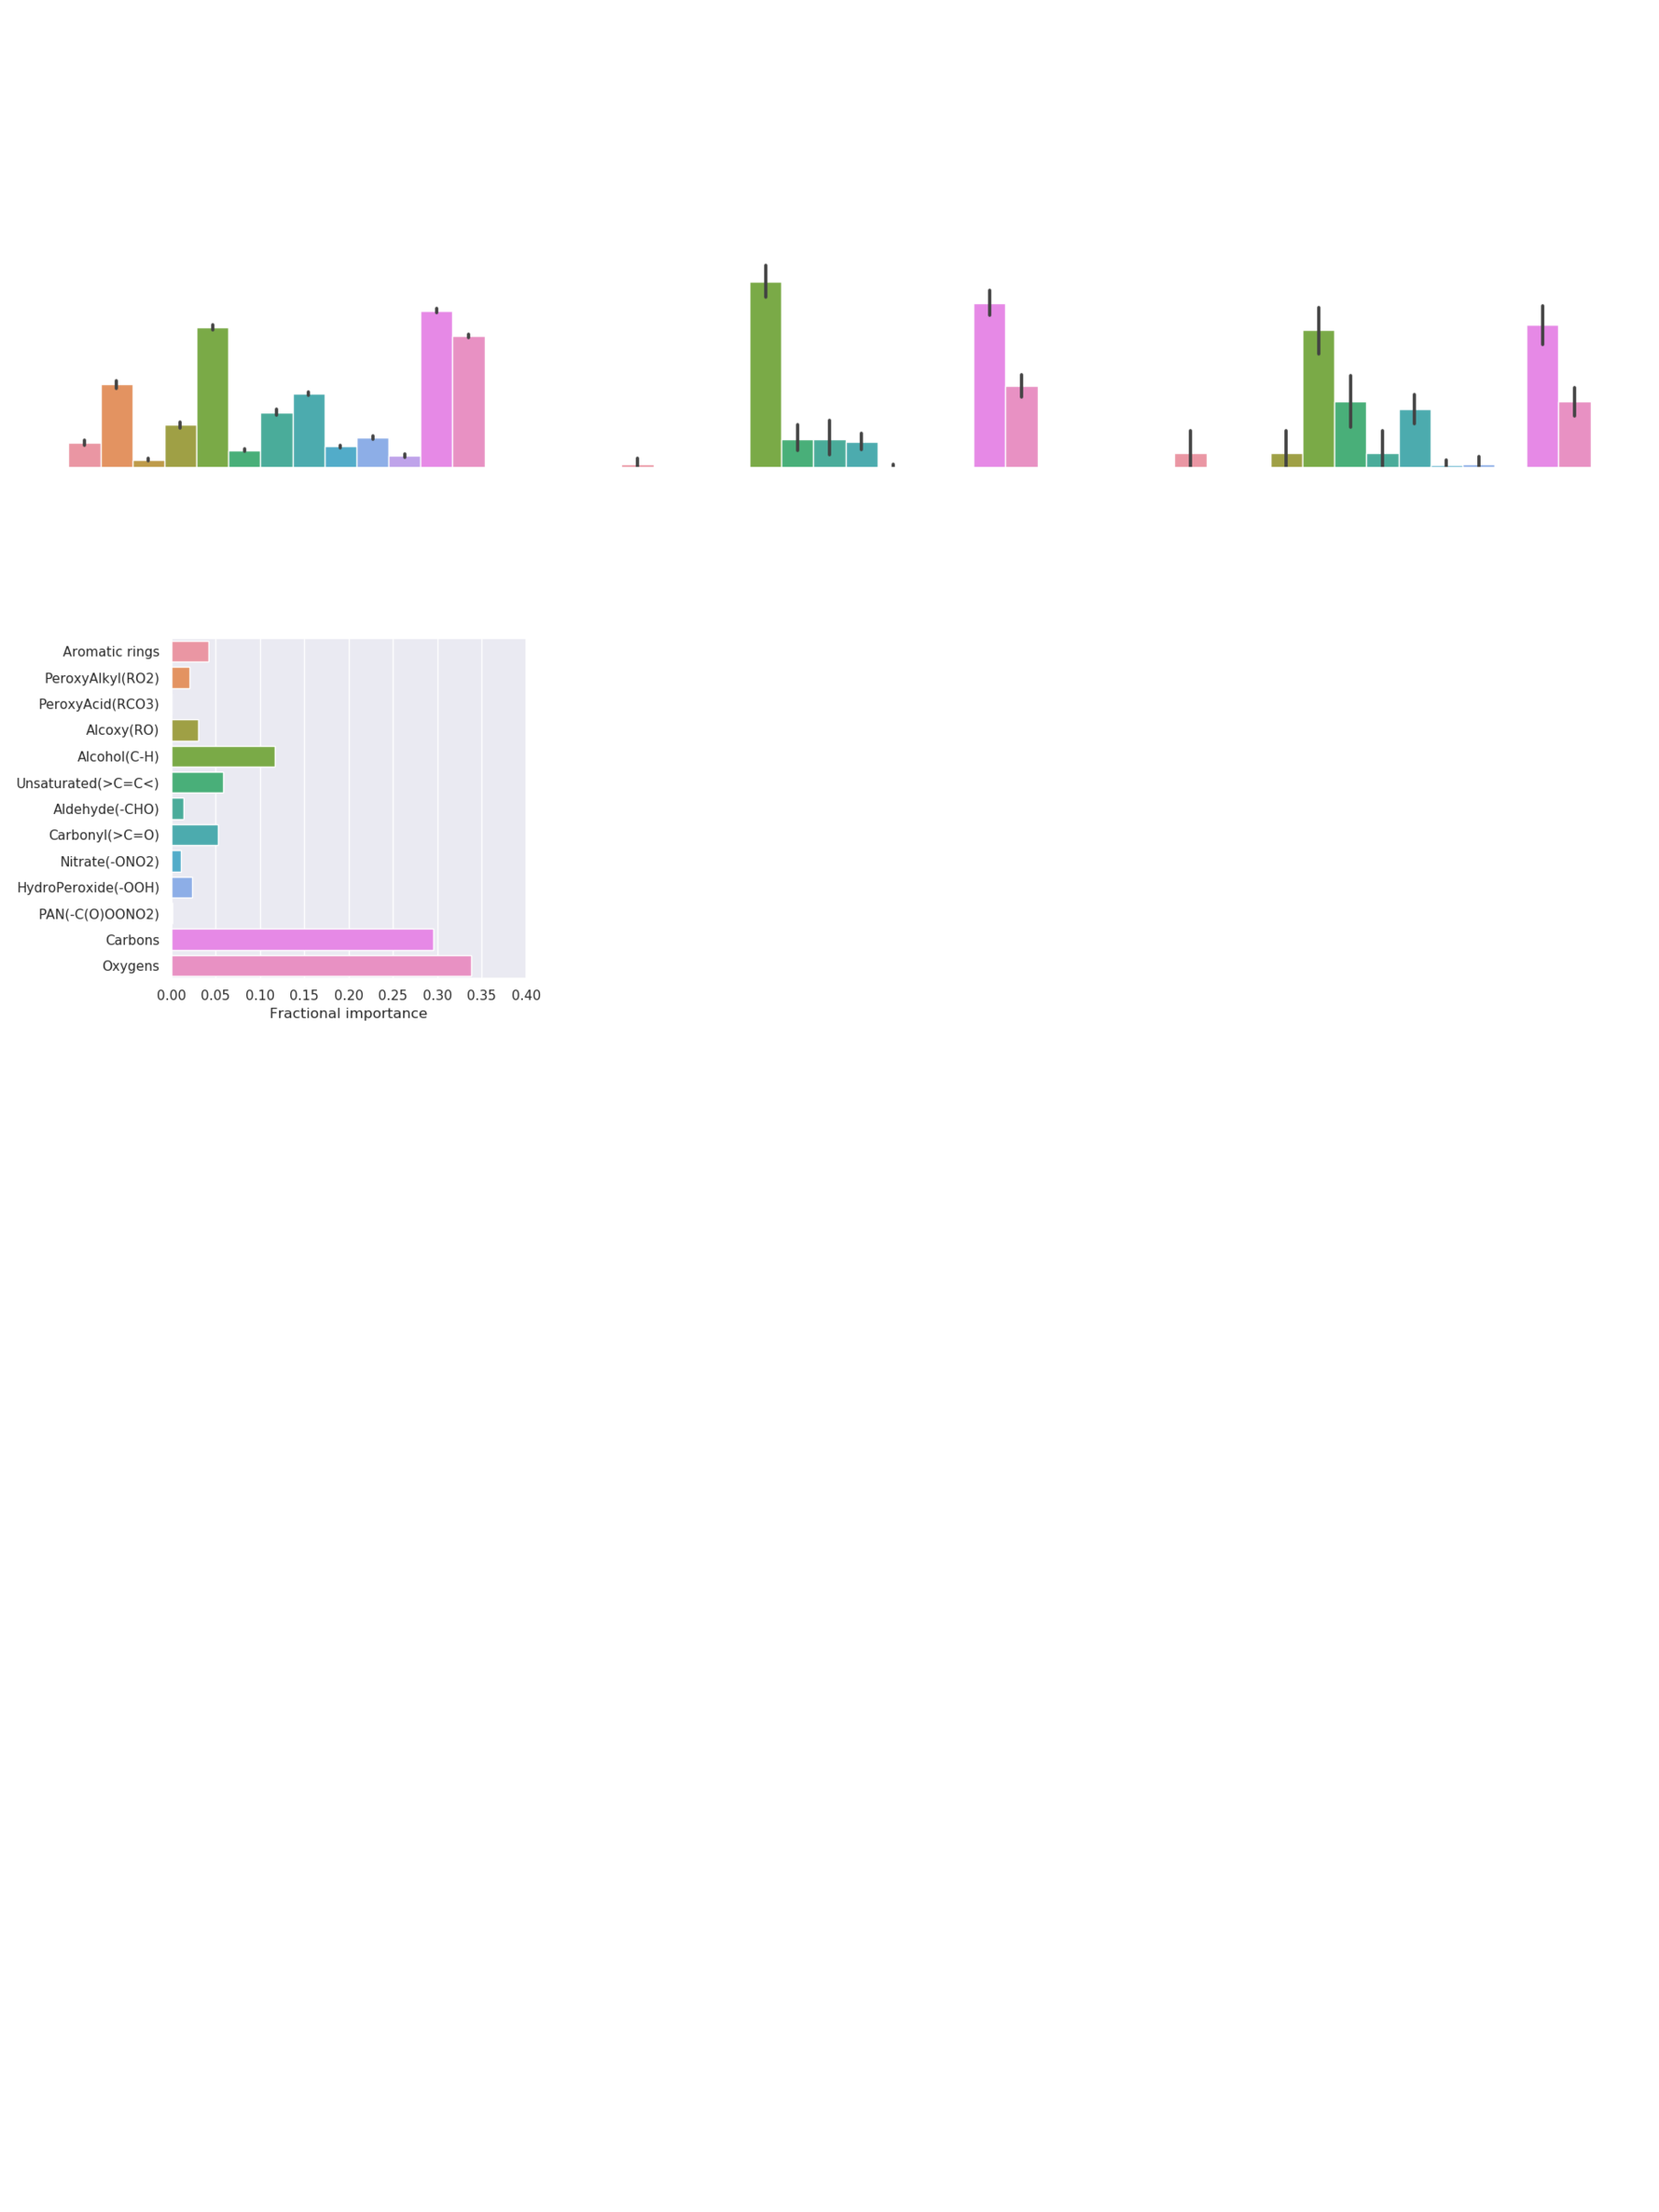 Aromatic rings
PeroxyAlkyl(RO2)
PeroxyAcid(RCO3)
Alcoxy(RO)
Alcohol(C-H)
Unsaturated(>C=C<)
Aldehyde(-CHO)
Carbonyl(>C=O)
Nitrate(-ONO2)
HydroPeroxide(-OOH)
PAN(-C(O)OONO2)
Carbons
Oxygens
0.00 0.05 0.10 0.15 0.20 0.25 0.30 0.35 0.40
Fractional importance